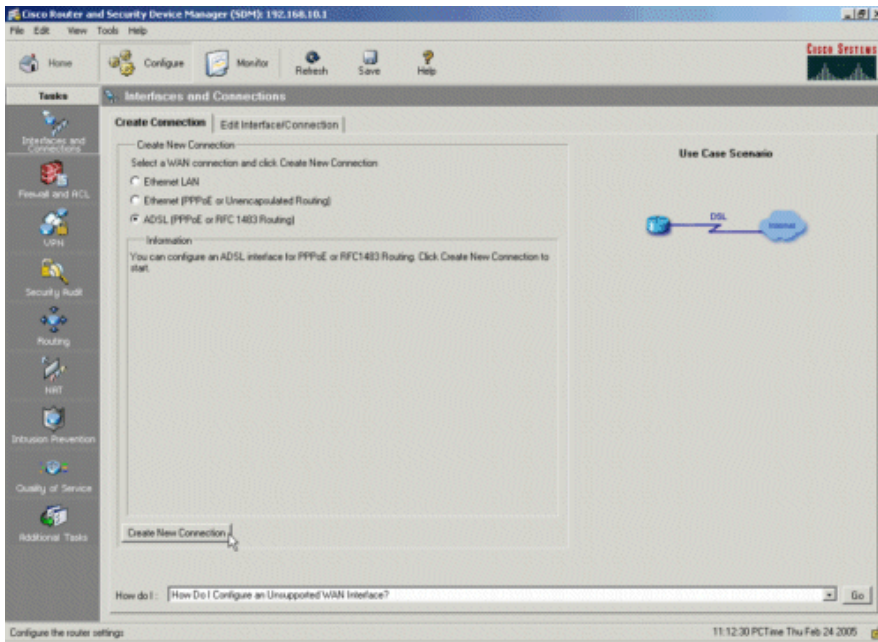 Cisco Router and Security Device Manager (SDM): 192.168.10.1
File Edit View Tools Help
Home Configure Monitor Refresh Save Help
CISCO SYSTEMS
Tasks
Interfaces and Connections
Create Connection Edit Interface/Connection
Interfaces and Connections
Firewall and ACL
VPN
Security Audit
Routing
NAT
Intrusion Prevention
Quality of Service
Additional Tasks
Create New Connection
Select a WAN connection and click Create New Connection
Ethernet LAN
Ethernet (PPPoE or Unencapsulated Routing)
ADSL (PPPoE or RFC 1483 Routing)
Information
You can configure an ADSL interface for PPPoE or RFC1483 Routing. Click Create New Connection to
start.
Create New Connection
Use Case Scenario
DSL
Internet
How do I: How Do I Configure an Unsupported WAN Interface? Go
Configure the router settings 11:12:30 PCTime Thu Feb 24 2005